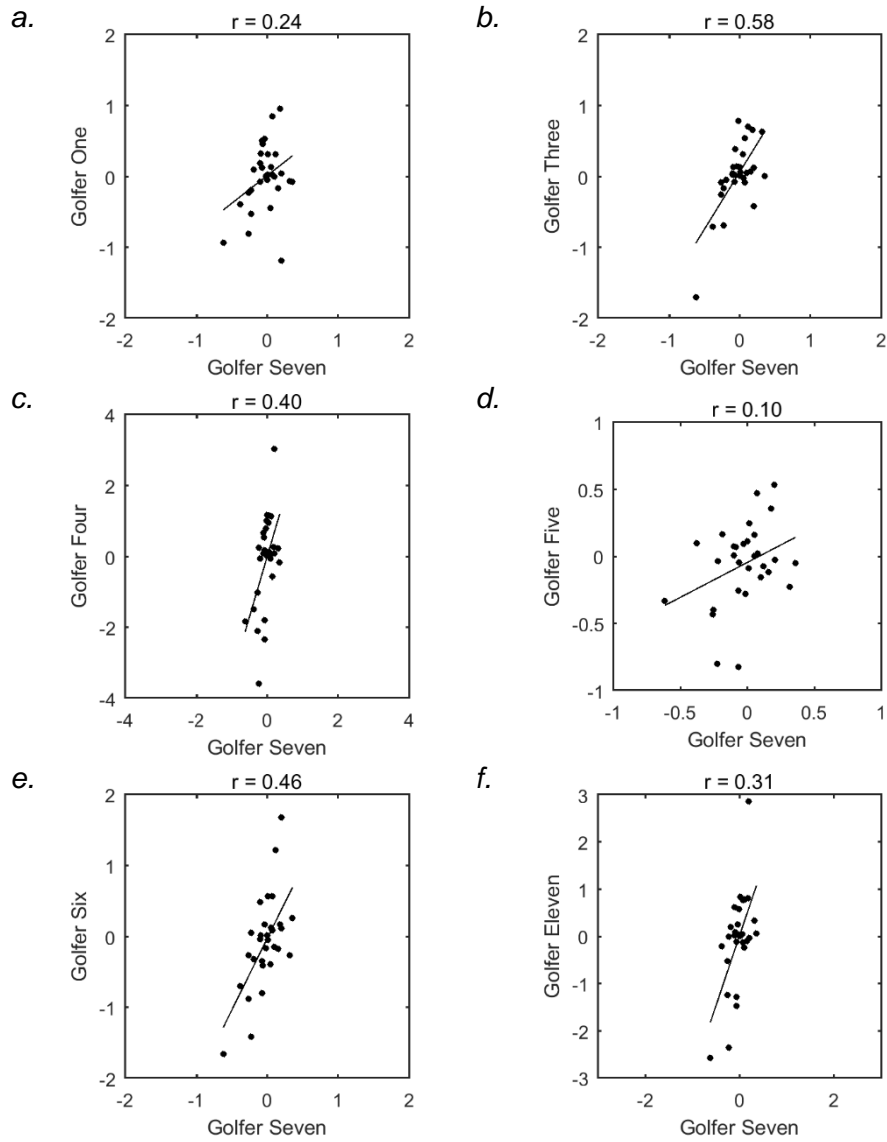 a.
r = 0.24
2
1
0
-1
-2
Golfer One
-2 -1 0 1 2
Golfer Seven
b.
r = 0.58
2
1
0
-1
-2
Golfer Three
-2 -1 0 1 2
Golfer Seven
c.
r = 0.40
4
2
0
-2
-4
Golfer Four
-4 -2 0 2 4
Golfer Seven
d.
r = 0.10
1
0.5
0
-0.5
-1
Golfer Five
-1 -0.5 0 0.5 1
Golfer Seven
e.
r = 0.46
2
1
0
-1
-2
Golfer Six
-2 -1 0 1 2
Golfer Seven
f.
r = 0.31
3
2
1
0
-1
-2
-3
Golfer Eleven
-2 0 2
Golfer Seven